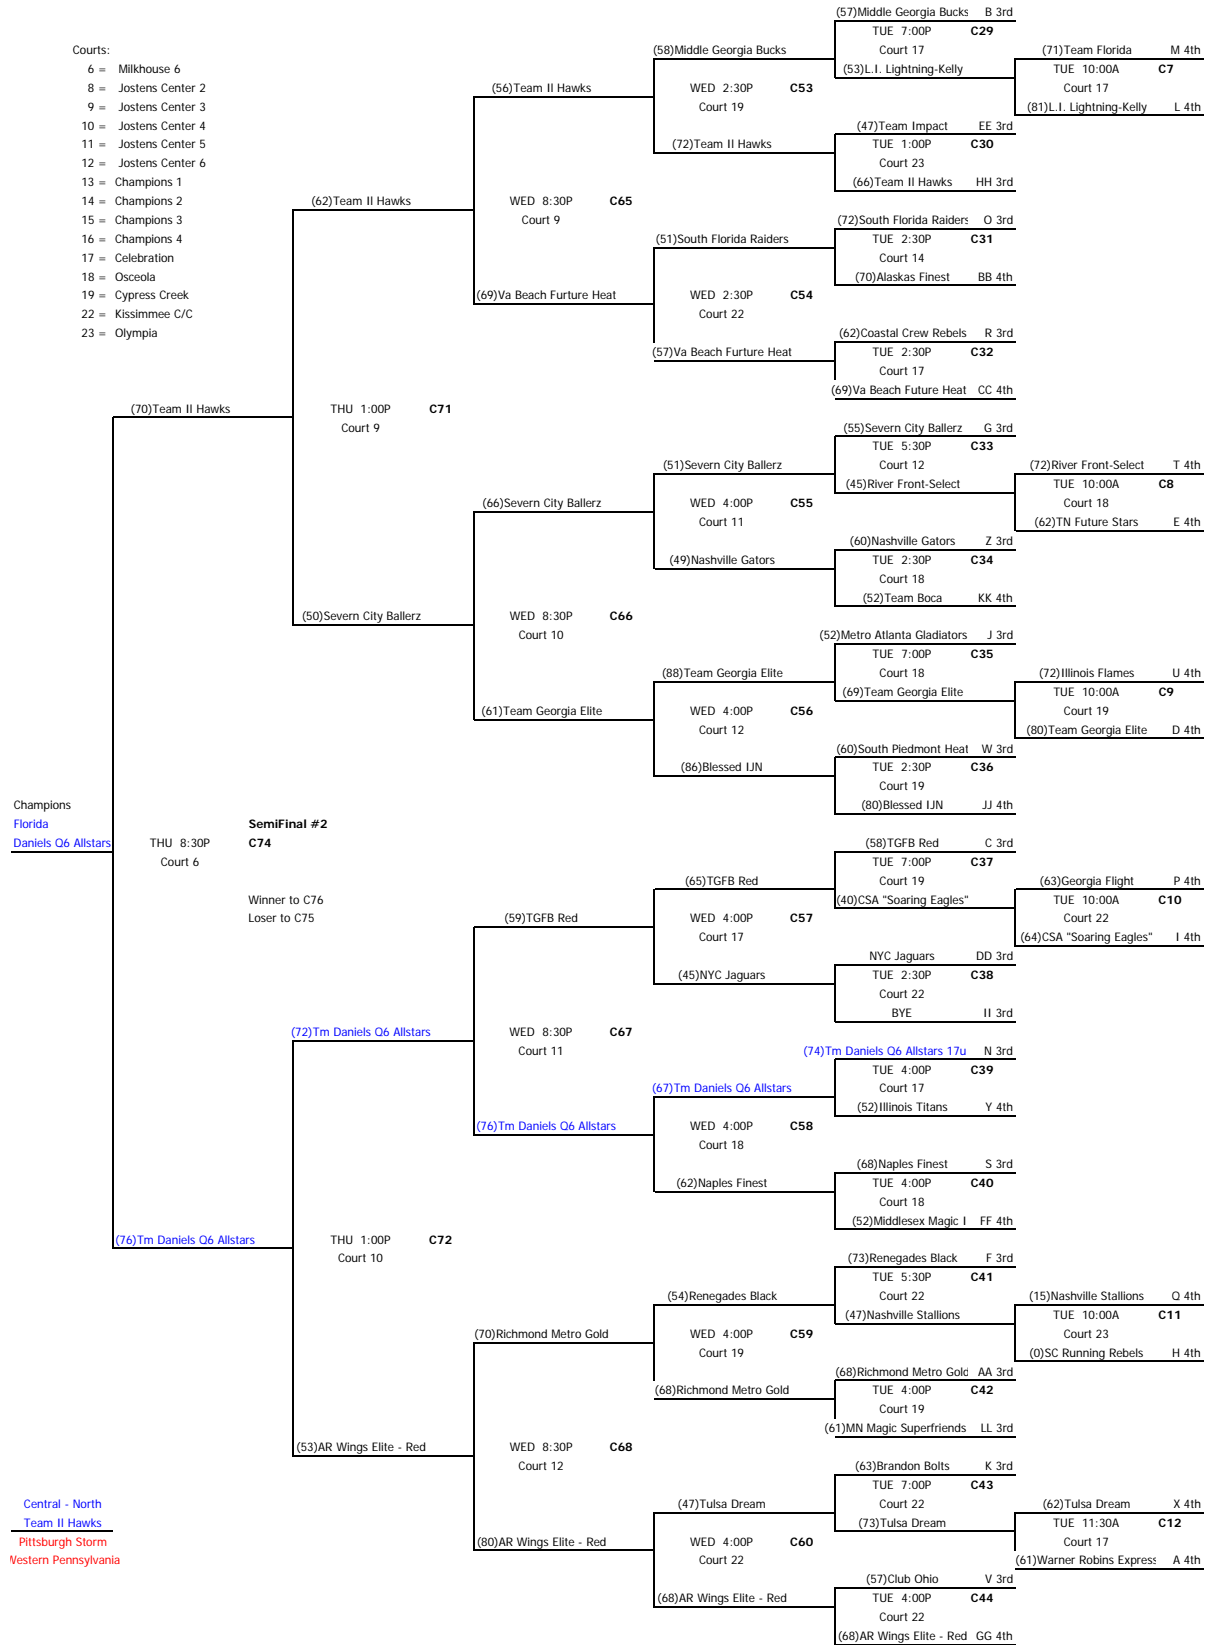 (57)Middle Georgia Bucks B 3rd
TUE 7:00P C29
Court 17
(53)L.I. Lightning-Kelly
(71)Team Florida M 4th
TUE 10:00A C7
Court 17
(81)L.I. Lightning-Kelly L 4th
(58)Middle Georgia Bucks
WED 2:30P C53
Court 19
(72)Team II Hawks
(47)Team Impact EE 3rd
TUE 1:00P C30
Court 23
(66)Team II Hawks HH 3rd
Courts:
6 = Milkhouse 6
8 = Jostens Center 2
9 = Jostens Center 3
10 = Jostens Center 4
11 = Jostens Center 5
12 = Jostens Center 6
13 = Champions 1
14 = Champions 2
15 = Champions 3
16 = Champions 4
17 = Celebration
18 = Osceola
19 = Cypress Creek
22 = Kissimmee C/C
23 = Olympia
(56)Team II Hawks
WED 8:30P C65
Court 9
(69)Va Beach Furture Heat
(62)Team II Hawks
(72)South Florida Raiders O 3rd
TUE 2:30P C31
Court 14
(70)Alaskas Finest BB 4th
(51)South Florida Raiders
WED 2:30P C54
Court 22
(57)Va Beach Furture Heat
(62)Coastal Crew Rebels R 3rd
TUE 2:30P C32
Court 17
(69)Va Beach Future Heat CC 4th
(70)Team II Hawks
THU 1:00P C71
Court 9
(55)Severn City Ballerz G 3rd
TUE 5:30P C33
Court 12
(45)River Front-Select
(72)River Front-Select T 4th
TUE 10:00A C8
Court 18
(62)TN Future Stars E 4th
(51)Severn City Ballerz
WED 4:00P C55
Court 11
(49)Nashville Gators
(60)Nashville Gators Z 3rd
TUE 2:30P C34
Court 18
(52)Team Boca KK 4th
(66)Severn City Ballerz
WED 8:30P C66
Court 10
(61)Team Georgia Elite
(50)Severn City Ballerz
(52)Metro Atlanta Gladiators J 3rd
TUE 7:00P C35
Court 18
(69)Team Georgia Elite
(72)Illinois Flames U 4th
TUE 10:00A C9
Court 19
(80)Team Georgia Elite D 4th
(88)Team Georgia Elite
WED 4:00P C56
Court 12
(86)Blessed IJN
(60)South Piedmont Heat W 3rd
TUE 2:30P C36
Court 19
(80)Blessed IJN JJ 4th
Champions
Florida
Daniels Q6 Allstars
SemiFinal #2
THU 8:30P C74
Court 6
Winner to C76
Loser to C75
(58)TGFB Red C 3rd
TUE 7:00P C37
Court 19
(40)CSA "Soaring Eagles"
(63)Georgia Flight P 4th
TUE 10:00A C10
Court 22
(64)CSA "Soaring Eagles" I 4th
(65)TGFB Red
WED 4:00P C57
Court 17
(45)NYC Jaguars
NYC Jaguars DD 3rd
TUE 2:30P C38
Court 22
BYE II 3rd
(59)TGFB Red
WED 8:30P C67
Court 11
(76)Tm Daniels Q6 Allstars
(72)Tm Daniels Q6 Allstars
(74)Tm Daniels Q6 Allstars 17u N 3rd
TUE 4:00P C39
Court 17
(52)Illinois Titans Y 4th
(67)Tm Daniels Q6 Allstars
WED 4:00P C58
Court 18
(62)Naples Finest
(68)Naples Finest S 3rd
TUE 4:00P C40
Court 18
(52)Middlesex Magic I FF 4th
(76)Tm Daniels Q6 Allstars
THU 1:00P C72
Court 10
(73)Renegades Black F 3rd
TUE 5:30P C41
Court 22
(47)Nashville Stallions
(15)Nashville Stallions Q 4th
TUE 10:00A C11
Court 23
(0)SC Running Rebels H 4th
(54)Renegades Black
WED 4:00P C59
Court 19
(68)Richmond Metro Gold
(68)Richmond Metro Gold AA 3rd
TUE 4:00P C42
Court 19
(61)MN Magic Superfriends LL 3rd
(70)Richmond Metro Gold
WED 8:30P C68
Court 12
(80)AR Wings Elite - Red
(53)AR Wings Elite - Red
(63)Brandon Bolts K 3rd
TUE 7:00P C43
Court 22
(73)Tulsa Dream
(62)Tulsa Dream X 4th
TUE 11:30A C12
Court 17
(61)Warner Robins Express A 4th
(47)Tulsa Dream
WED 4:00P C60
Court 22
(68)AR Wings Elite - Red
(57)Club Ohio V 3rd
TUE 4:00P C44
Court 22
(68)AR Wings Elite - Red GG 4th
Central - North
Team II Hawks
Pittsburgh Storm
Western Pennsylvania